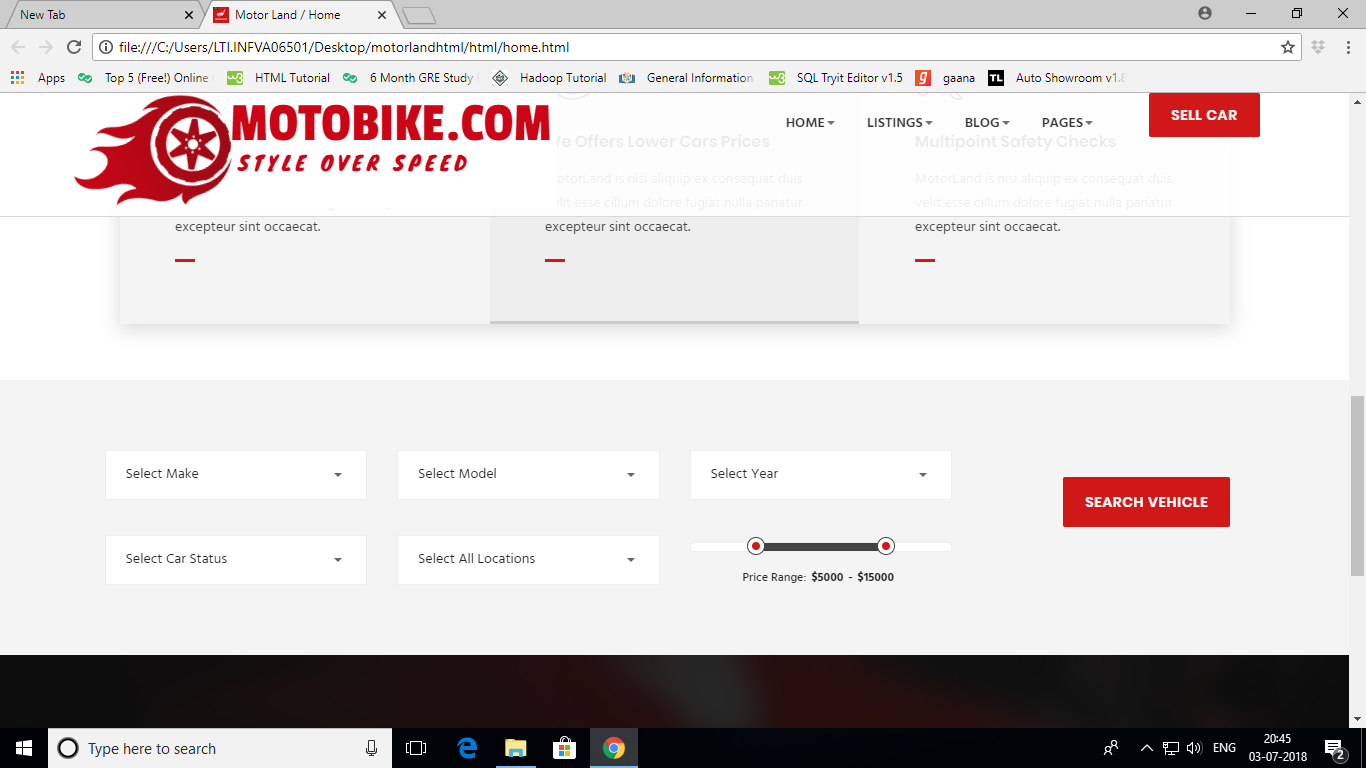 New Tab
Motor Land / Home
file:///C:/Users/LTI.INFVA06501/Desktop/motorlandhtml/html/home.html
Apps
Top 5 (Free!) Online
HTML Tutorial
6 Month GRE Study
Hadoop Tutorial
General Information
SQL Tryit Editor v1.5
gaana
Auto Showroom v1.8
MOTOBIKE.COM
STYLE OVER SPEED
HOME
LISTINGS
BLOG
PAGES
SELL CAR
We Offers Lower Cars Prices
Multipoint Safety Checks
MotorLand is nisi aliquip ex consequat duis
velit esse cillum dolore fugiat nulla pariatur
MotorLand is nisi aliquip ex consequat duis
velit esse cillum dolore fugiat nulla pariatur
excepteur sint occaecat.
excepteur sint occaecat.
excepteur sint occaecat.
Select Make
Select Model
Select Year
SEARCH VEHICLE
Select Car Status
Select All Locations
Price Range: $5000 - $15000
Type here to search
ENG
20:45
03-07-2018
2